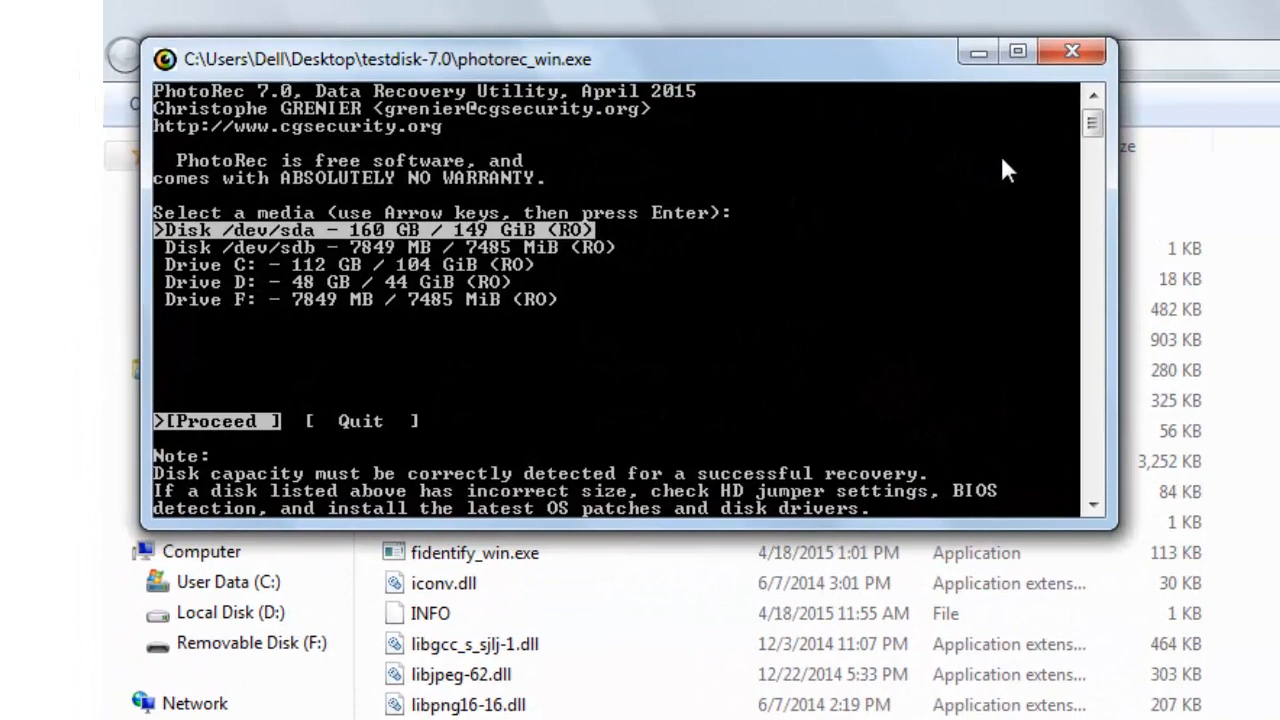 C:\Users\Dell\Desktop\testdisk-7.0\photorec_win.exe
PhotoRec 7.0, Data Recovery Utility, April 2015
Christophe GRENIER <grenier@cgsecurity.org>
http://www.cgsecurity.org
PhotoRec is free software, and
comes with ABSOLUTELY NO WARRANTY.
Select a media (use Arrow keys, then press Enter):
>Disk /dev/sda - 160 GB / 149 GiB (RO)
Disk /dev/sdb - 7849 MB / 7485 MiB (RO)
Drive C: - 112 GB / 104 GiB (RO)
Drive D: - 48 GB / 44 GiB (RO)
Drive F: - 7849 MB / 7485 MiB (RO)
>[Proceed ] [ Quit ]
Note:
Disk capacity must be correctly detected for a successful recovery.
If a disk listed above has incorrect size, check HD jumper settings, BIOS
detection, and install the latest OS patches and disk drivers.
ze
1 KB
18 KB
482 KB
903 KB
280 KB
325 KB
56 KB
3,252 KB
84 KB
1 KB
Computer
User Data (C:)
Local Disk (D:)
Removable Disk (F:)
Network
fidentify_win.exe 4/18/2015 1:01 PM Application 113 KB
iconv.dll 6/7/2014 3:01 PM Application extens... 30 KB
INFO 4/18/2015 11:55 AM File 1 KB
libgcc_s_sjlj-1.dll 12/3/2014 11:07 PM Application extens... 464 KB
libjpeg-62.dll 12/22/2014 5:33 PM Application extens... 303 KB
libpng16-16.dll 6/7/2014 2:19 PM Application extens... 207 KB